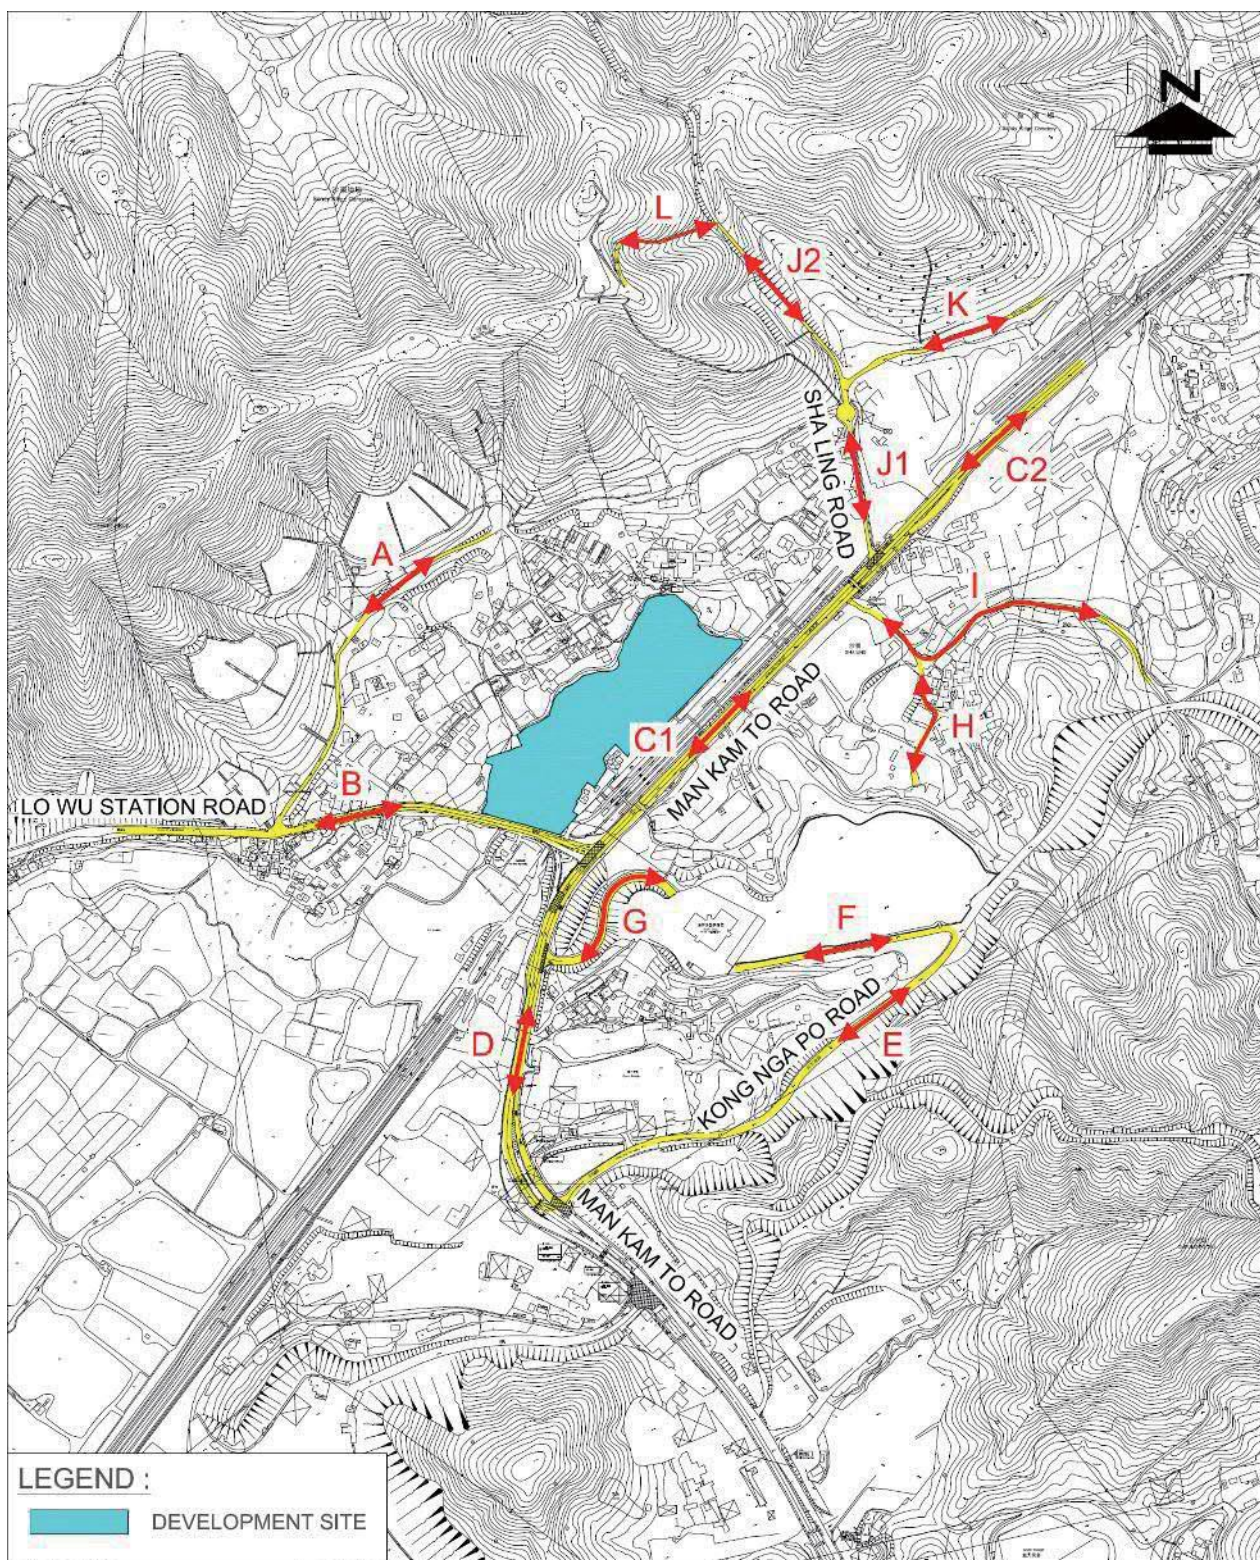 N
L
J2
K
SHA LING ROAD
J1
C2
A
I
C1
MAN KAM TO ROAD
H
B
LO WU STATION ROAD
G
F
KONG NGA PO ROAD
D
E
MAN KAM TO ROAD
LEGEND :
DEVELOPMENT SITE